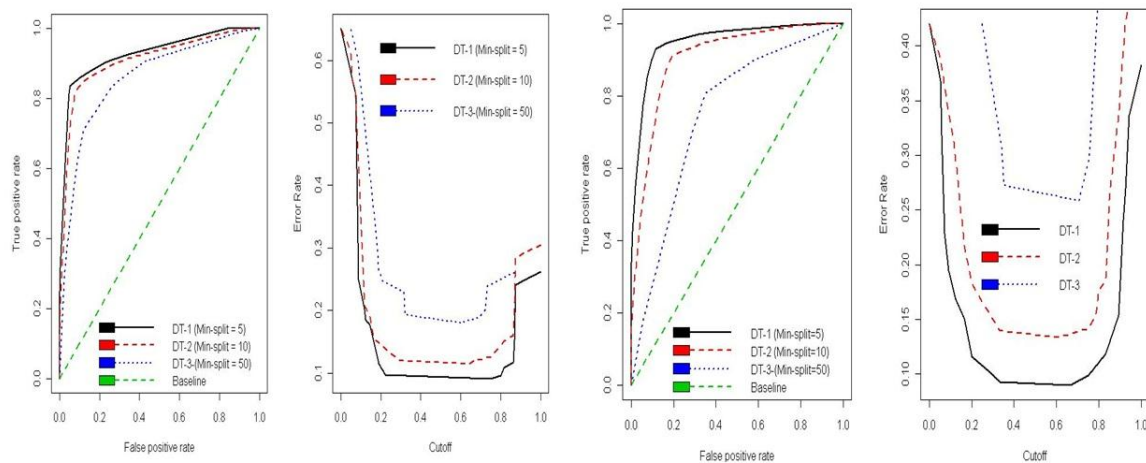 True positive rate
1.0
0.8
0.6
0.4
0.2
0.0
DT-1 (Min-split = 5)
DT-2 (Min-split = 10)
DT-3-(Min-split = 50)
Baseline
0.0 0.2 0.4 0.6 0.8 1.0
False positive rate
Error Rate
0.6
0.5
0.4
0.3
0.2
0.1
DT-1 (Min-split = 5)
DT-2 (Min-split = 10)
DT-3-(Min-split = 50)
0.0 0.2 0.4 0.6 0.8 1.0
Cutoff
True positive rate
1.0
0.8
0.6
0.4
0.2
0.0
DT-1 (Min-split=5)
DT-2 (Min-split=10)
DT-3 (Min-split=50)
Baseline
0.0 0.2 0.4 0.6 0.8 1.0
False positive rate
Error Rate
0.40
0.35
0.30
0.25
0.20
0.15
0.10
DT-1
DT-2
DT-3
0.0 0.2 0.4 0.6 0.8 1.0
Cutoff